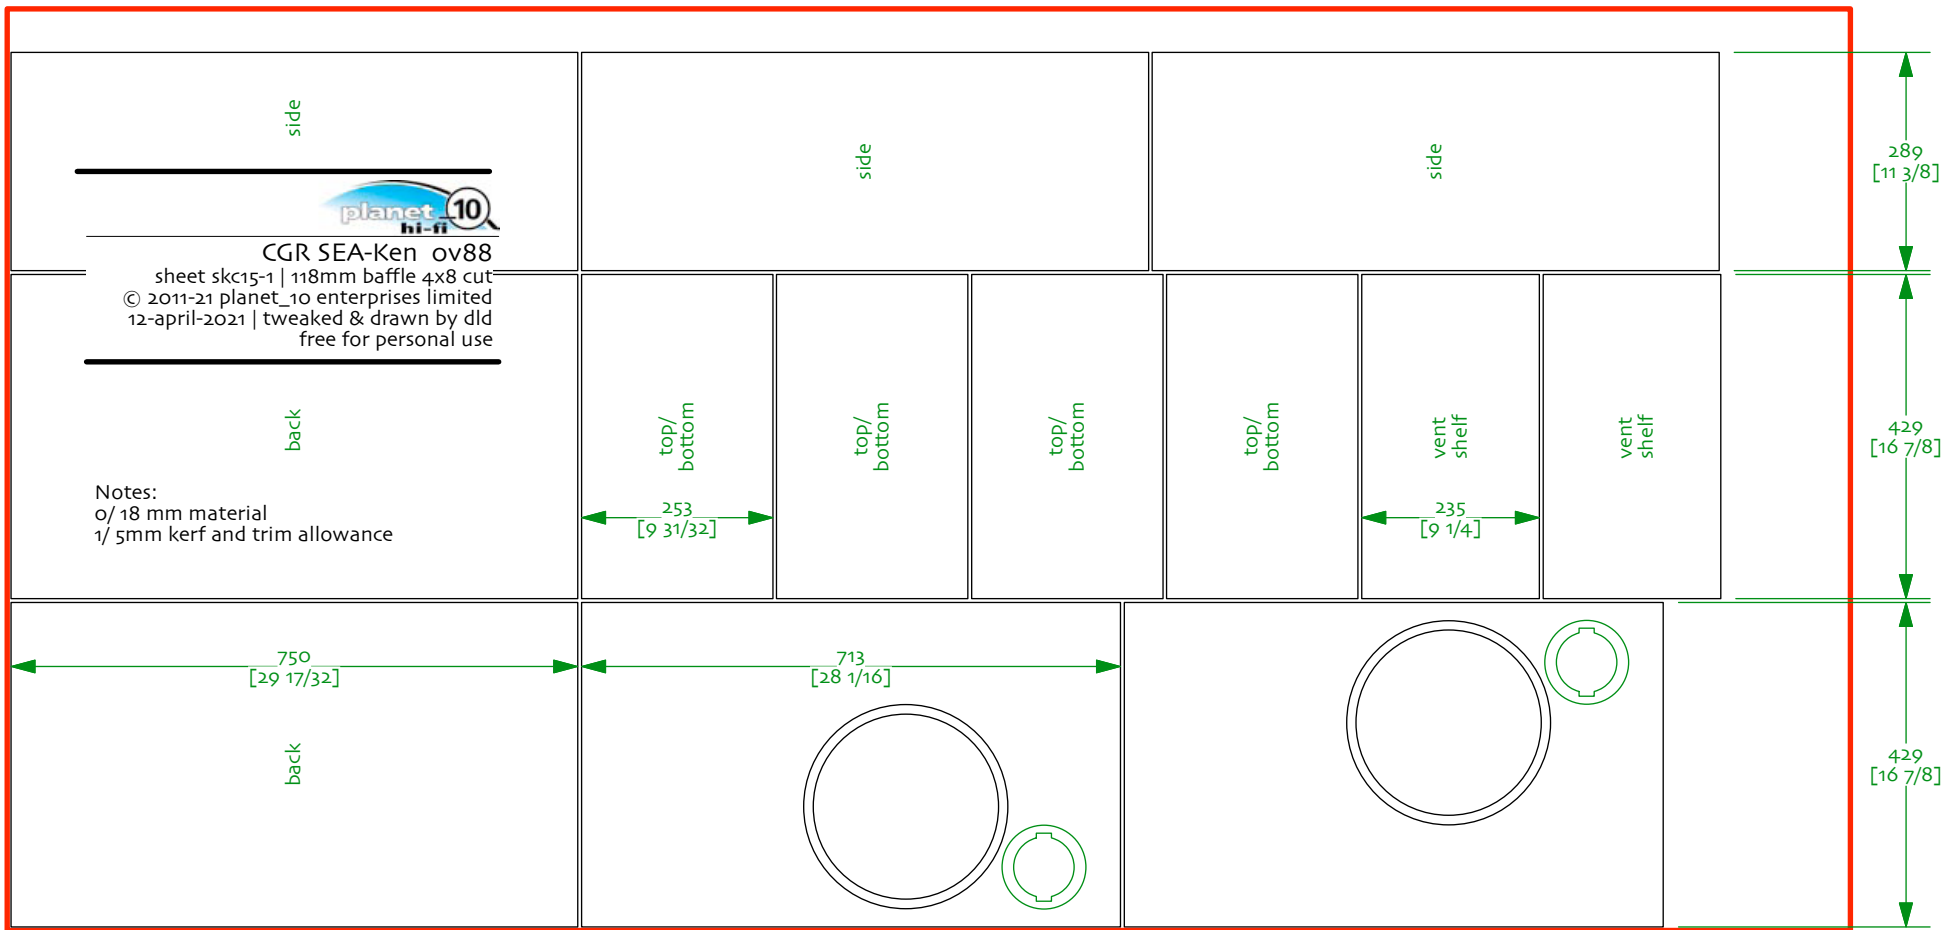 side
side
side
289
[11 3/8]
planet_10
hi-fi
CGR SEA-Ken ov88
sheet skc15-1 | 118mm baffle 4x8 cut
© 2011-21 planet_10 enterprises limited
12-april-2021 | tweaked & drawn by dld
free for personal use
back
Notes:
0/ 18 mm material
1/ 5mm kerf and trim allowance
top/
bottom
253
[9 31/32]
top/
bottom
top/
bottom
top/
bottom
vent
shelf
235
[9 1/4]
vent
shelf
429
[16 7/8]
750
[29 17/32]
back
713
[28 1/16]
429
[16 7/8]